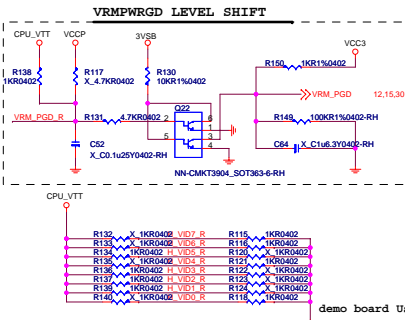 VRMPWRGD LEVEL SHIFT
CPU_VTT VCCP 3VSB VCC3
R138 1KR0402
R117 X_4.7KR0402
R130 10KR1%0402
R150 1KR1%0402
VRM_PGD 12,15,30
VRM_PGD_R R131 4.7KR0402
Q22
2 6
1
5 3
4
R149 100KR1%0402-RH
C52
X_C0.1u25Y0402-RH
C64 X_C1u6.3Y0402-RH
NN-CMKT3904_SOT363-6-RH
CPU_VTT
R132 X_1KR0402 H_VID7_R R115 1KR0402
R133 X_1KR0402 H_VID6_R R116 1KR0402
R134 X_1KR0402 H_VID5_R R120 X_1KR0402
R135 X_1KR0402 H_VID4_R R121 X_1KR0402
R136 1KR0402 H_VID3_R R122 X_1KR0402
R137 1KR0402 H_VID2_R R123 X_1KR0402
R139 1KR0402 H_VID1_R R124 X_1KR0402
R140 X_1KR0402 H_VID0_R R118 1KR0402
demo board